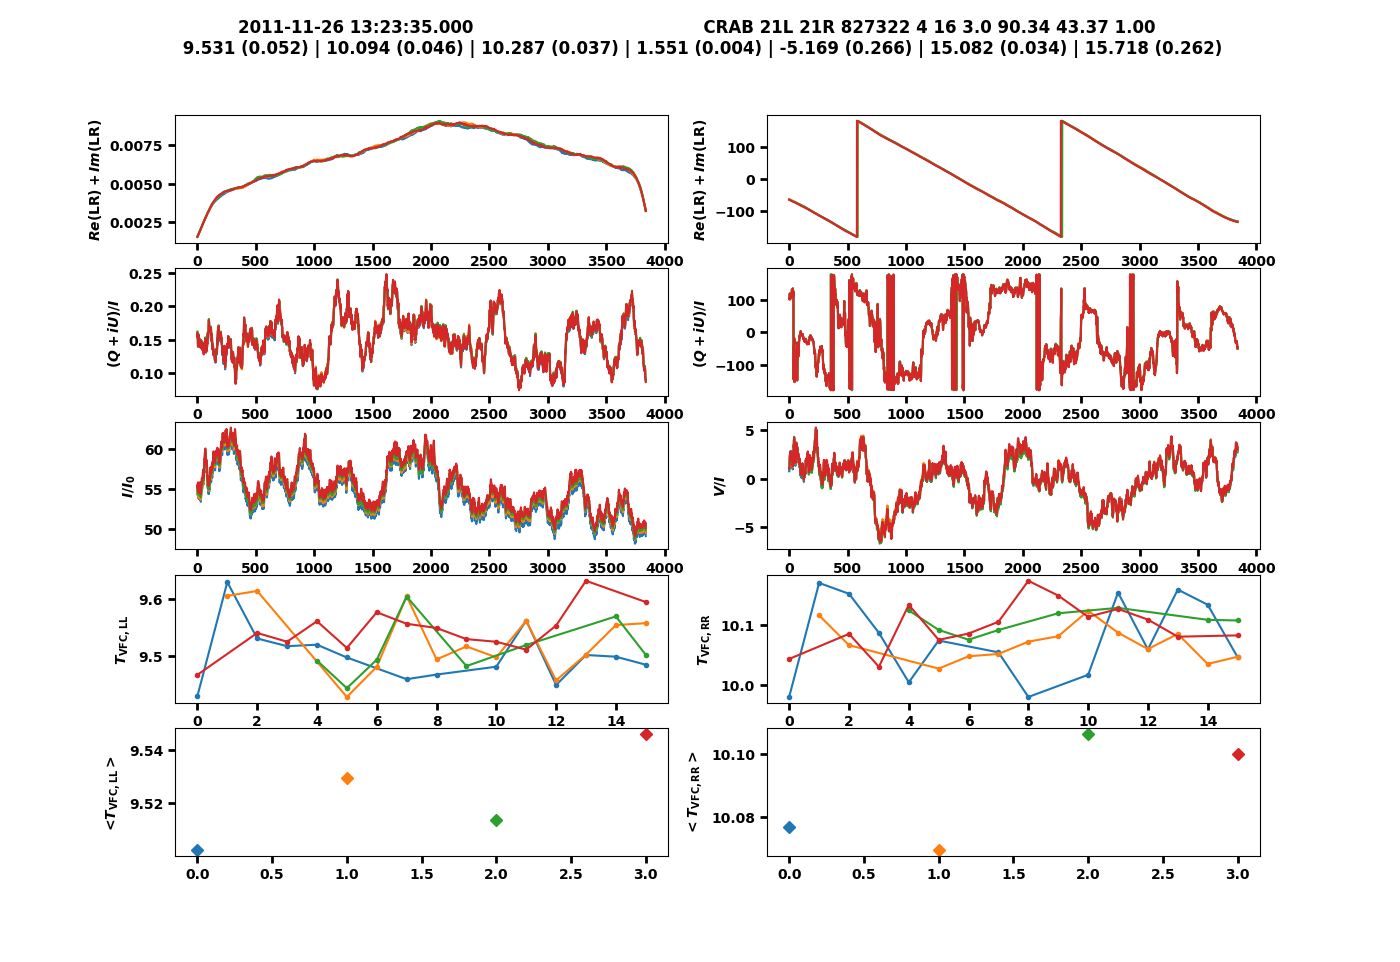 2011-11-26 13:23:35.000 CRAB 21L 21R 827322 4 16 3.0 90.34 43.37 1.00
9.531 (0.052) | 10.094 (0.046) | 10.287 (0.037) | 1.551 (0.004) | -5.169 (0.266) | 15.082 (0.034) | 15.718 (0.262)
Re(LR) + Im(LR)
0.0075
0.0050
0.0025
0 500 1000 1500 2000 2500 3000 3500 4000
Re(LR) + Im(LR)
100
0
−100
0 500 1000 1500 2000 2500 3000 3500 4000
(Q + iU)/I
0.25
0.20
0.15
0.10
0 500 1000 1500 2000 2500 3000 3500 4000
(Q + iU)/I
100
0
−100
0 500 1000 1500 2000 2500 3000 3500 4000
I/I0
60
55
50
0 500 1000 1500 2000 2500 3000 3500 4000
V/I
5
0
−5
0 500 1000 1500 2000 2500 3000 3500 4000
TVFC, LL
9.6
9.5
0 2 4 6 8 10 12 14
TVFC, RR
10.1
10.0
0 2 4 6 8 10 12 14
<TVFC, LL >
9.54
9.52
0.0 0.5 1.0 1.5 2.0 2.5 3.0
< TVFC, RR >
10.10
10.08
0.0 0.5 1.0 1.5 2.0 2.5 3.0